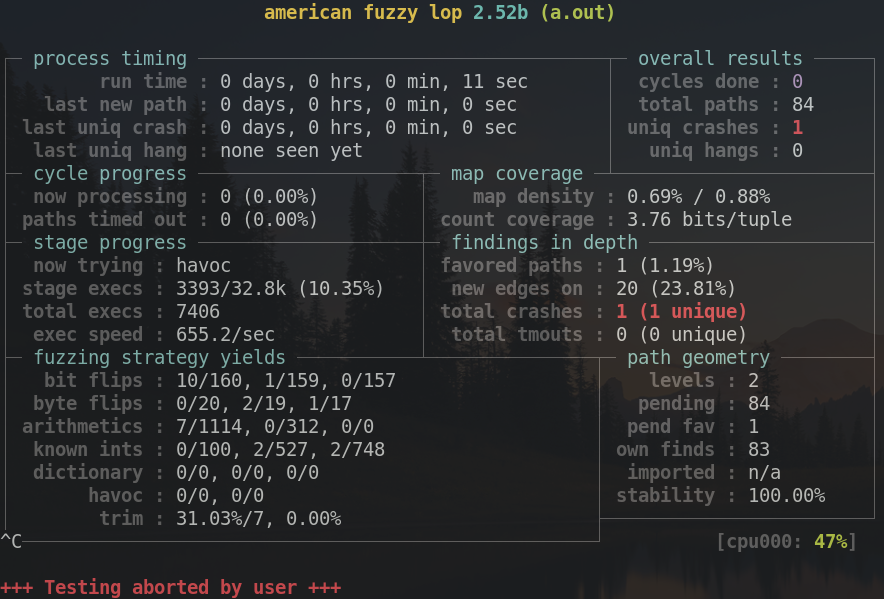 american fuzzy lop 2.52b (a.out)
process timing overall results
run time : 0 days, 0 hrs, 0 min, 11 sec cycles done : 0
last new path : 0 days, 0 hrs, 0 min, 0 sec total paths : 84
last uniq crash : 0 days, 0 hrs, 0 min, 0 sec uniq crashes : 1
last uniq hang : none seen yet uniq hangs : 0
cycle progress map coverage
now processing : 0 (0.00%) map density : 0.69% / 0.88%
paths timed out : 0 (0.00%) count coverage : 3.76 bits/tuple
stage progress findings in depth
now trying : havoc favored paths : 1 (1.19%)
stage execs : 3393/32.8k (10.35%) new edges on : 20 (23.81%)
total execs : 7406 total crashes : 1 (1 unique)
exec speed : 655.2/sec total tmouts : 0 (0 unique)
fuzzing strategy yields path geometry
bit flips : 10/160, 1/159, 0/157 levels : 2
byte flips : 0/20, 2/19, 1/17 pending : 84
arithmetics : 7/1114, 0/312, 0/0 pend fav : 1
known ints : 0/100, 2/527, 2/748 own finds : 83
dictionary : 0/0, 0/0, 0/0 imported : n/a
havoc : 0/0, 0/0 stability : 100.00%
trim : 31.03%/7, 0.00%
^C [cpu000: 47%]
+++ Testing aborted by user +++